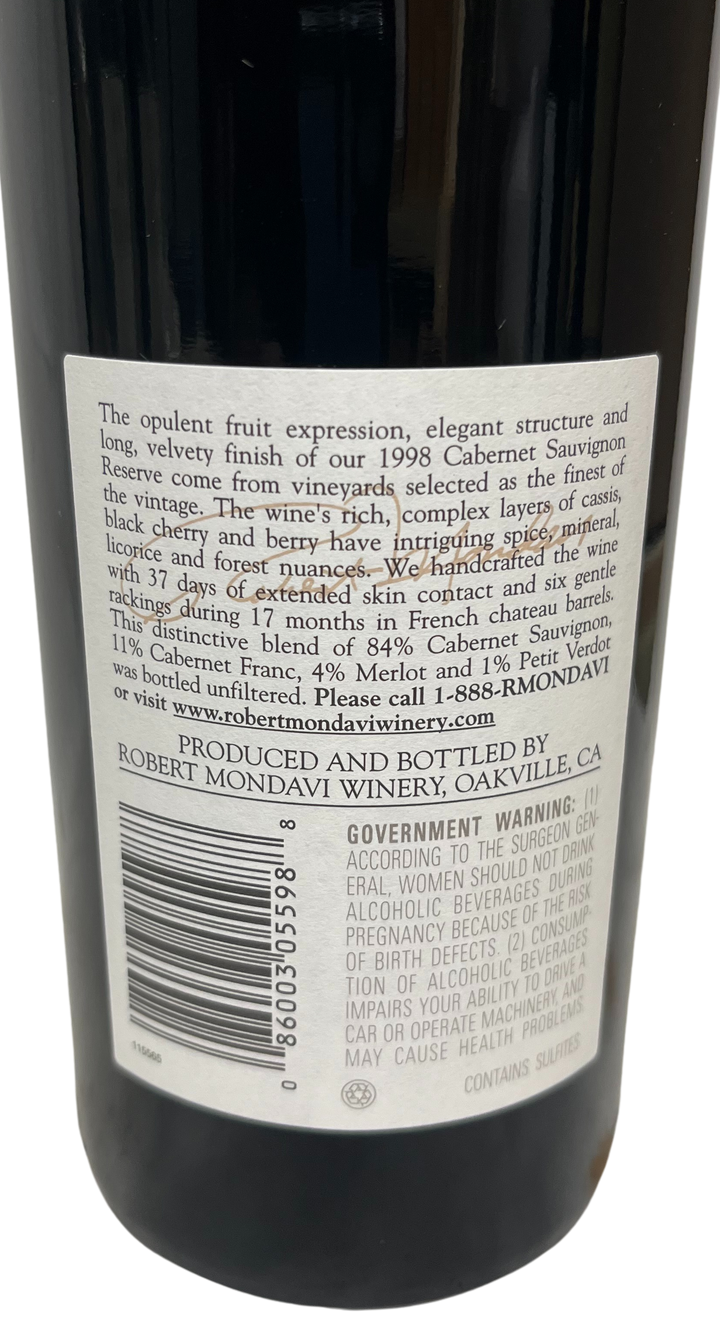 The opulent fruit expression, elegant structure and
long, velvety finish of our 1998 Cabernet Sauvignon
Reserve come from vineyards selected as the finest of
the vintage. The wine's rich, complex layers of cassis,
black cherry and berry have intriguing spice, mineral,
licorice and forest nuances. We handcrafted the wine
with 37 days of extended skin contact and six gentle
rackings during 17 months in French chateau barrels.
This distinctive blend of 84% Cabernet Sauvignon,
11% Cabernet Franc, 4% Merlot and 1% Petit Verdot
was bottled unfiltered. Please call 1-888-RMONDAVI
or visit www.robertmondaviwinery.com
PRODUCED AND BOTTLED BY
ROBERT MONDAVI WINERY, OAKVILLE, CA
0 86003 05598 8
GOVERNMENT WARNING: (1)
ACCORDING TO THE SURGEON GEN-
ERAL, WOMEN SHOULD NOT DRINK
ALCOHOLIC BEVERAGES DURING
PREGNANCY BECAUSE OF THE RISK
OF BIRTH DEFECTS. (2) CONSUMP-
TION OF ALCOHOLIC BEVERAGES
IMPAIRS YOUR ABILITY TO DRIVE A
CAR OR OPERATE MACHINERY, AND
MAY CAUSE HEALTH PROBLEMS.
CONTAINS SULFITES